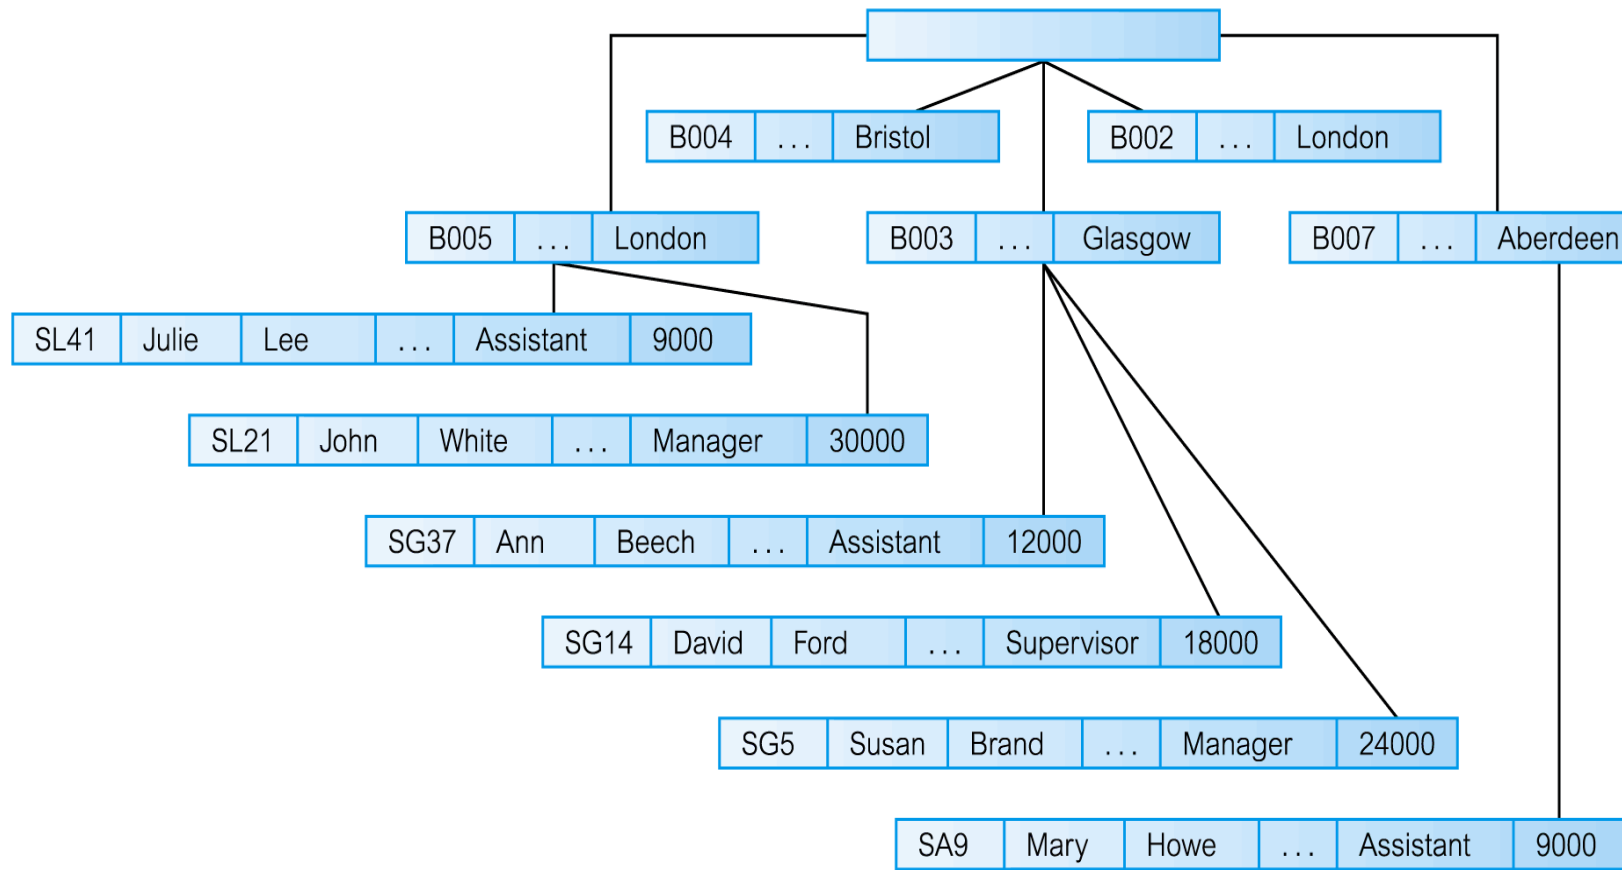 B004 ... Bristol
B002 ... London
B005 ... London
B003 ... Glasgow
B007 ... Aberdeen
SL41 Julie Lee ... Assistant 9000
SL21 John White ... Manager 30000
SG37 Ann Beech ... Assistant 12000
SG14 David Ford ... Supervisor 18000
SG5 Susan Brand ... Manager 24000
SA9 Mary Howe ... Assistant 9000